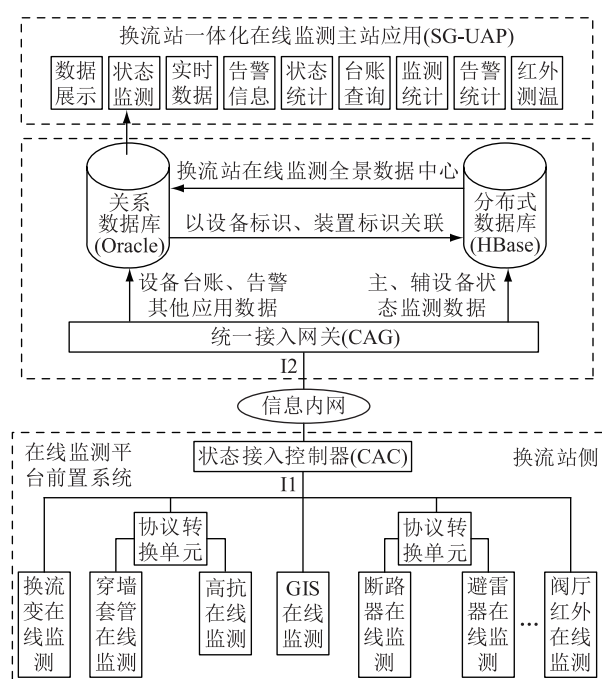 换流站一体化在线监测主站应用(SG-UAP)
数据
展示
状态
监测
实时
数据
告警
信息
状态
统计
台账
查询
监测
统计
告警
统计
红外
测温
换流站在线监测全景数据中心
关系
数据库
(Oracle)
分布式
数据库
(HBase)
以设备标识、装置标识关联
设备台账、告警
其他应用数据
主、辅设备状
态监测数据
统一接入网关(CAG)
I2
信息内网
在线监测平
台前置系统
状态接入控制器(CAC)
换流站侧
I1
协议转
换单元
协议转
换单元
换流
变在
线监
测
穿墙
套管
在线
监测
高抗
在线
监测
GIS
在线
监测
断路
器在
线监
测
避雷
器在
线监
测
...
阀厅
红外
在线
监测